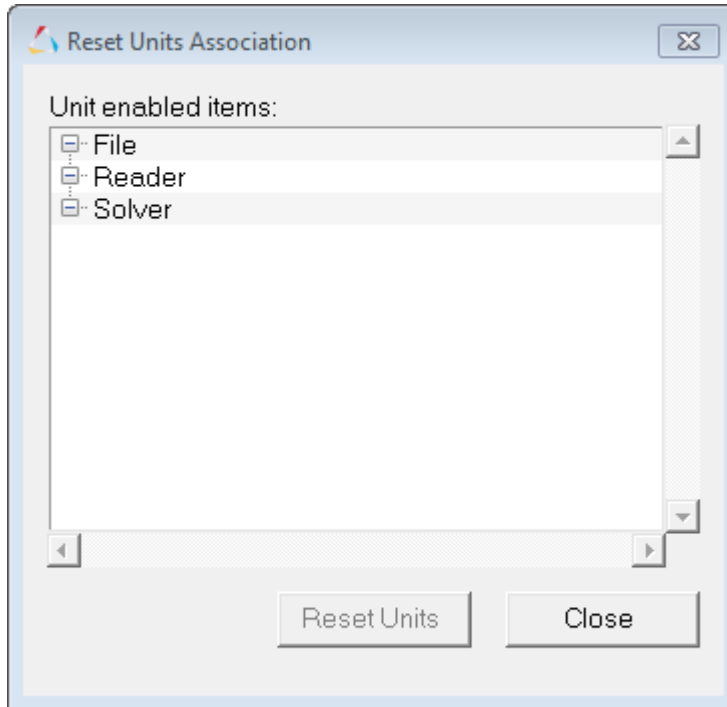 Reset Units Association
Unit enabled items:
File
Reader
Solver
Reset Units
Close